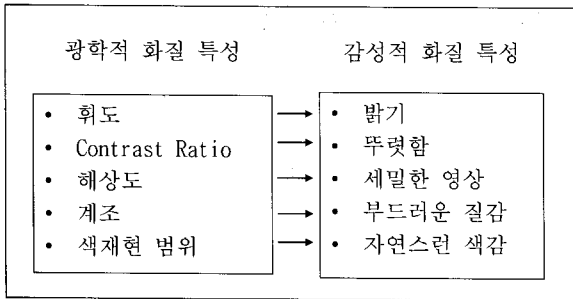 광학적 화질 특성
감성적 화질 특성
• 휘도
• Contrast Ratio
• 해상도
• 계조
• 색재현 범위
• 밝기
• 뚜렷함
• 세밀한 영상
• 부드러운 질감
• 자연스런 색감